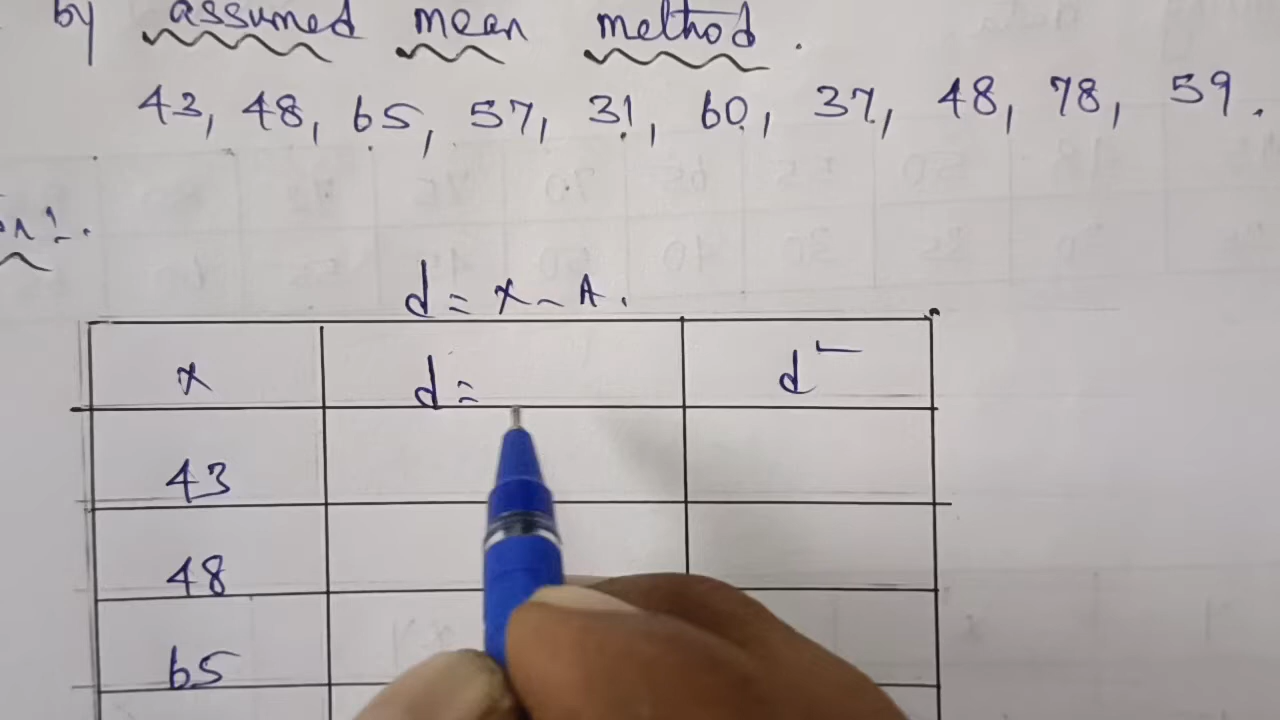 by assumed mean method.
43, 48, 65, 57, 31, 60, 37, 48, 78, 59.
d = x - A.
x d = d²
43
48
65